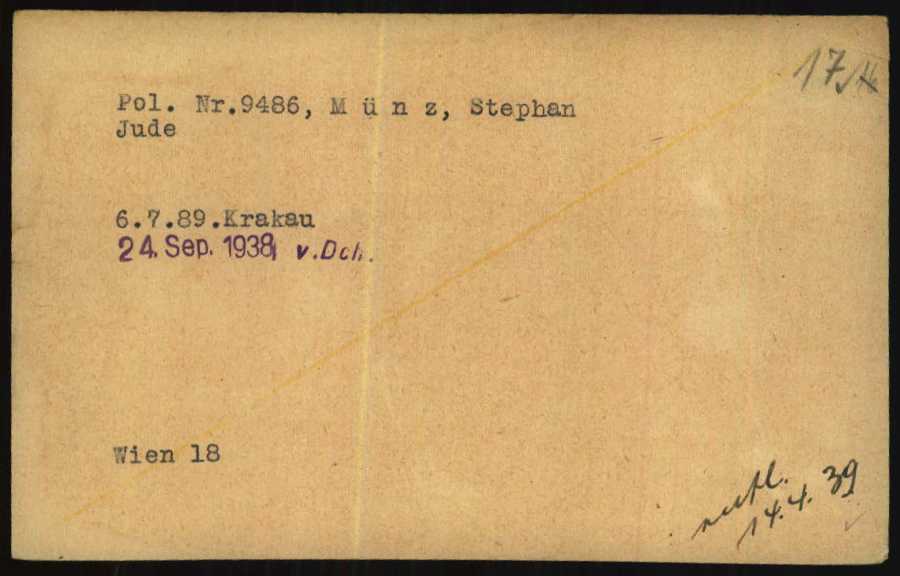 17
Pol. Nr.9486, M ü n z, Stephan
Jude
6.7.89.Krakau
24. Sep. 1938 v.Dch.
Wien 18
entl.
14.4.39